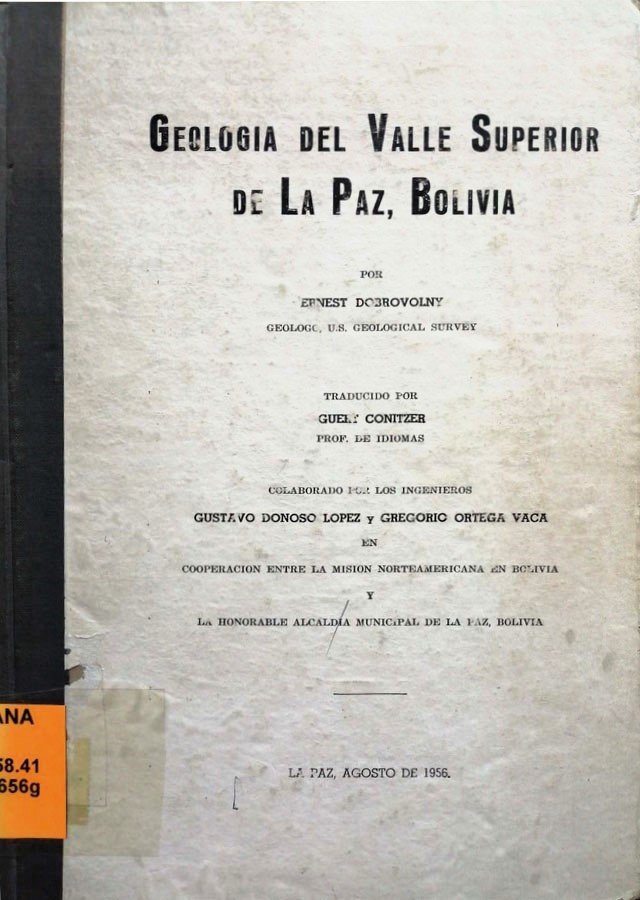 GEOLOGIA DEL VALLE SUPERIOR
DE LA PAZ, BOLIVIA
POR
ERNEST DOBROVOLNY
GEOLOGO, U.S. GEOLOGICAL SURVEY
TRADUCIDO POR
CONITZER
PROF. DE IDIOMAS
COLABORADO POR LOS INGENIEROS
GUSTAVO DONOSO LOPEZ y GREGORIO ORTEGA VACA
EN
COOPERACION ENTRE LA MISION NORTEAMERICANA EN BOLIVIA
Y
LA HONORABLE ALCALDIA MUNICIPAL DE LA PAZ, BOLIVIA
LA PAZ, AGOSTO DE 1956.
ANA
58.41
656g